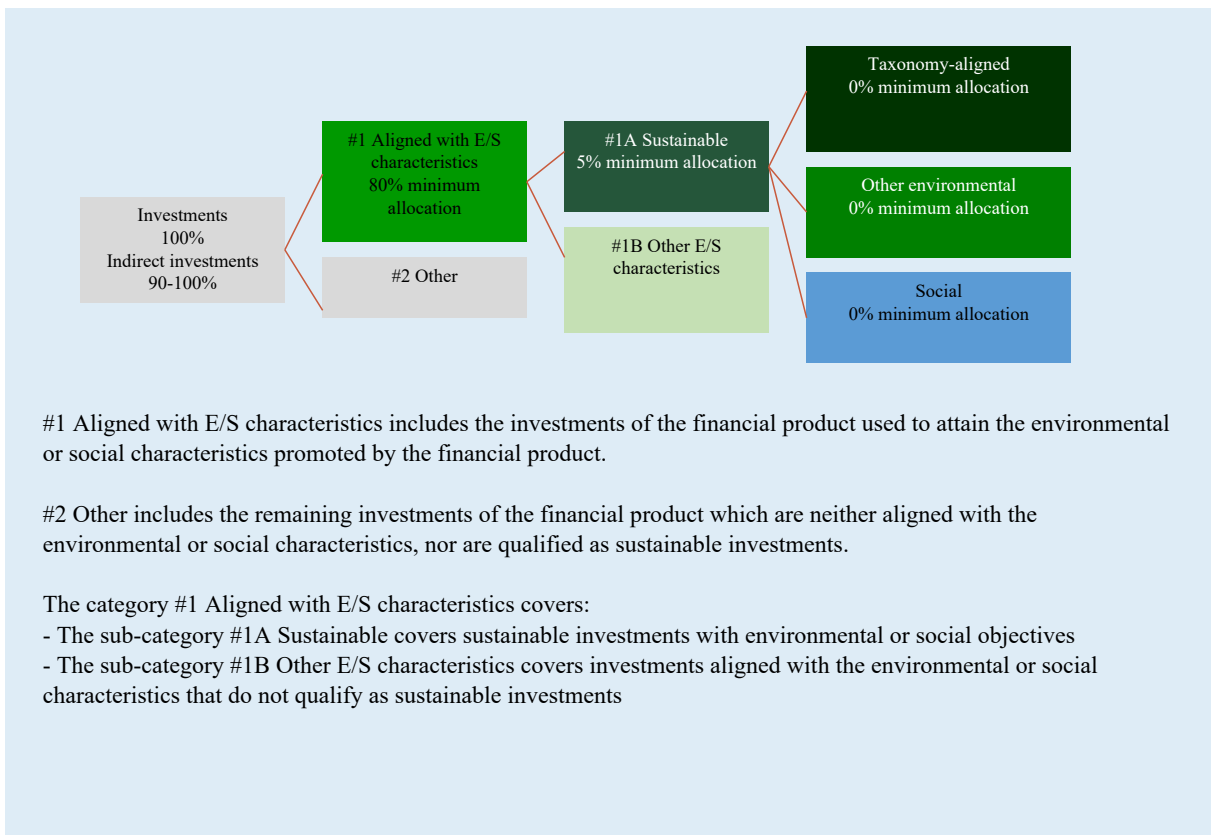 Investments
100%
Indirect investments
90-100%
#1 Aligned with E/S
characteristics
80% minimum
allocation
#2 Other
#1A Sustainable
5% minimum allocation
#1B Other E/S
characteristics
Taxonomy-aligned
0% minimum allocation
Other environmental
0% minimum allocation
Social
0% minimum allocation
#1 Aligned with E/S characteristics includes the investments of the financial product used to attain the environmental
or social characteristics promoted by the financial product.
#2 Other includes the remaining investments of the financial product which are neither aligned with the
environmental or social characteristics, nor are qualified as sustainable investments.
The category #1 Aligned with E/S characteristics covers:
- The sub-category #1A Sustainable covers sustainable investments with environmental or social objectives
- The sub-category #1B Other E/S characteristics covers investments aligned with the environmental or social
characteristics that do not qualify as sustainable investments